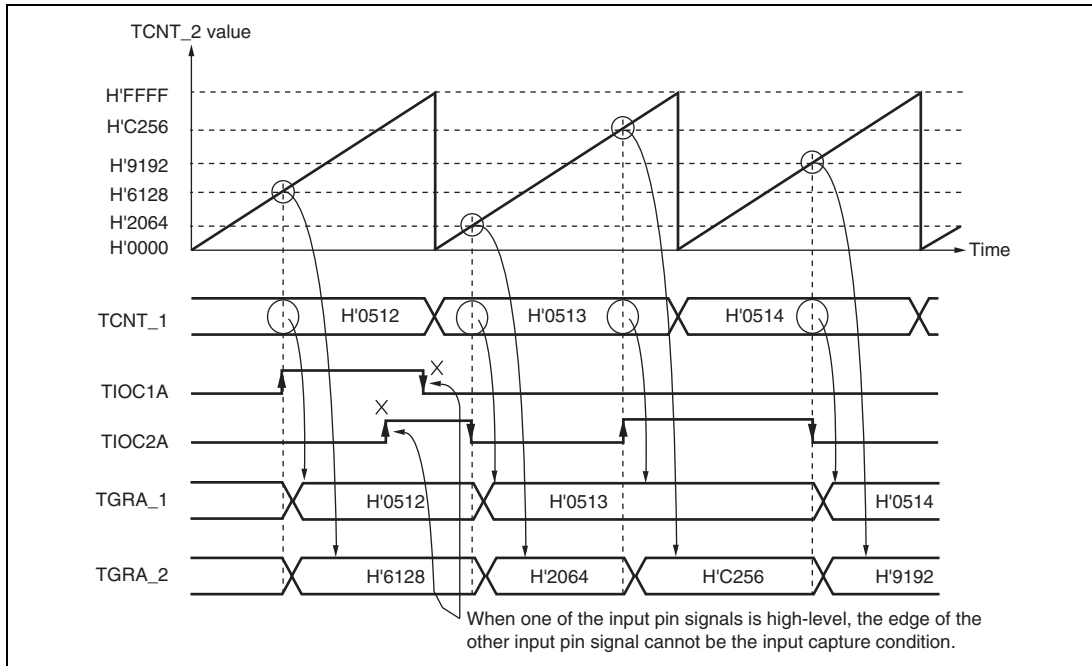 TCNT_2 value
H'FFFF
H'C256
H'9192
H'6128
H'2064
H'0000
Time
TCNT_1
H'0512
H'0513
H'0514
TIOC1A
X
TIOC2A
X
TGRA_1
H'0512
H'0513
H'0514
TGRA_2
H'6128
H'2064
H'C256
H'9192
When one of the input pin signals is high-level, the edge of the
other input pin signal cannot be the input capture condition.